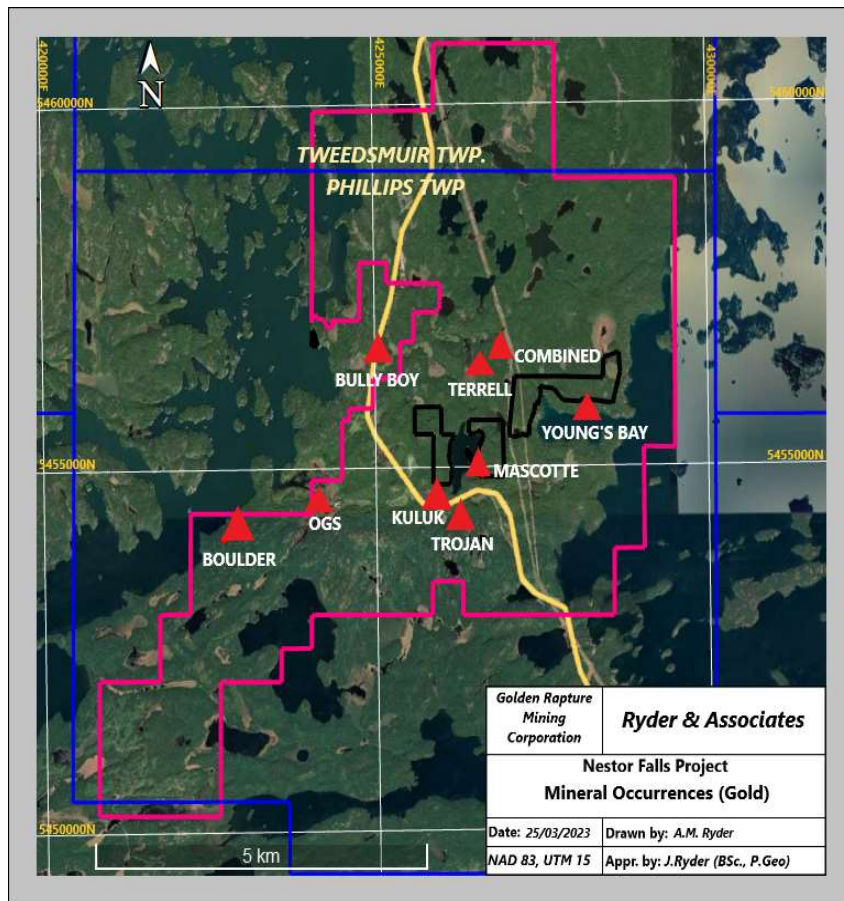 420000E
425000E
430000E
5460000N
5460000N
N
TWEEDSMUIR TWP.
PHILLIPS TWP
COMBINED
BULLY BOY
TERRELL
YOUNG'S BAY
5455000N
5455000N
MASCOTTE
OGS
KULUK
TROJAN
BOULDER
Golden Rapture
Mining
Corporation
Ryder & Associates
Nestor Falls Project
Mineral Occurrences (Gold)
Date: 25/03/2023
Drawn by: A.M. Ryder
NAD 83, UTM 15
Appr. by: J.Ryder (BSc., P.Geo)
5450000N
5 km